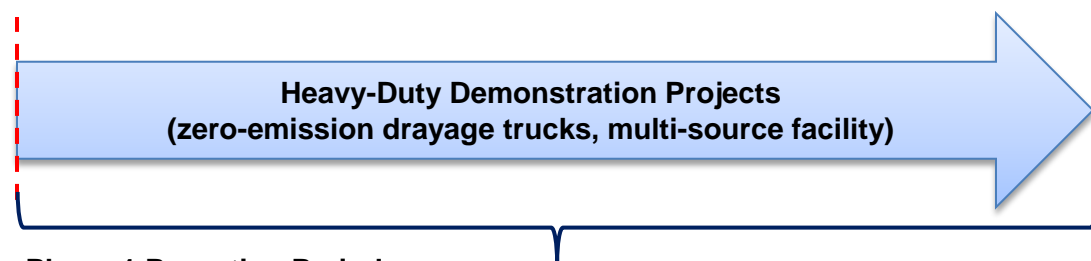 Heavy-Duty Demonstration Projects
(zero-emission drayage trucks, multi-source facility)